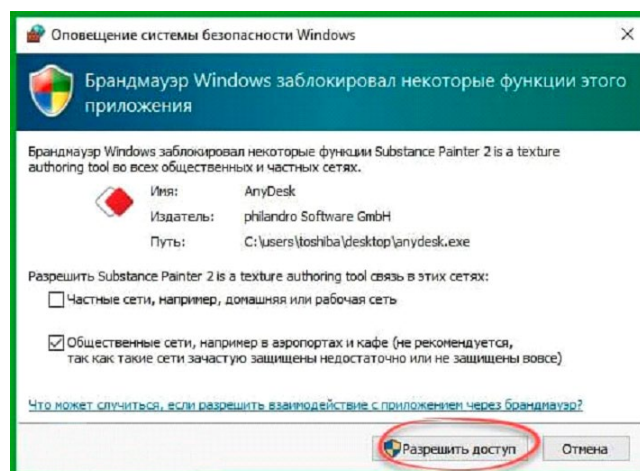 Оповещение системы безопасности Windows
Брандмауэр Windows заблокировал некоторые функции этого
приложения
Брандмауэр Windows заблокировал некоторые функции Substance Painter 2 is a texture
authoring tool во всех общественных и частных сетях.
Имя: AnyDesk
Издатель: philandro Software GmbH
Путь: C:\users\toshiba\desktop\anydesk.exe
Разрешить Substance Painter 2 is a texture authoring tool связь в этих сетях:
Частные сети, например, домашняя или рабочая сеть
Общественные сети, например в аэропортах и кафе (не рекомендуется,
так как такие сети зачастую защищены недостаточно или не защищены вовсе)
Что может случиться, если разрешить взаимодействие с приложением через брандмауэр?
Разрешить доступ Отмена